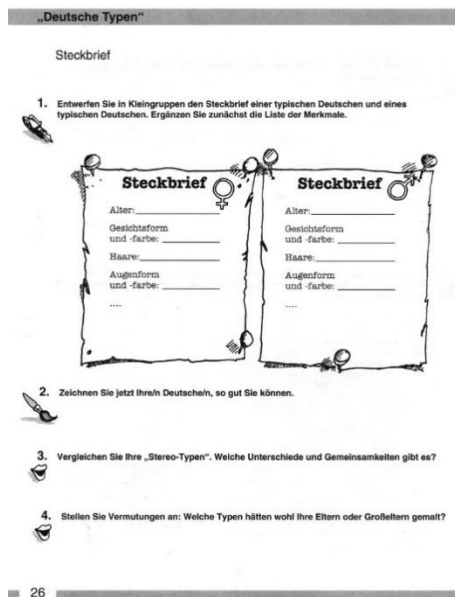 „Deutsche Typen“
Steckbrief
1. Entwerfen Sie in Kleingruppen den Steckbrief einer typischen Deutschen und eines
typischen Deutschen. Ergänzen Sie zunächst die Liste der Merkmale.
Steckbrief
Alter:
Gesichtsform
und -farbe:
Haare:
Augenform
und -farbe:
....
Steckbrief
Alter:
Gesichtsform
und -farbe:
Haare:
Augenform
und -farbe:
....
2. Zeichnen Sie jetzt Ihre/n Deutsche/n, so gut Sie können.
3. Vergleichen Sie Ihre „Stereo-Typen“. Welche Unterschiede und Gemeinsamkeiten gibt es?
4. Stellen Sie Vermutungen an: Welche Typen hätten wohl Ihre Eltern oder Großeltern gemalt?
26